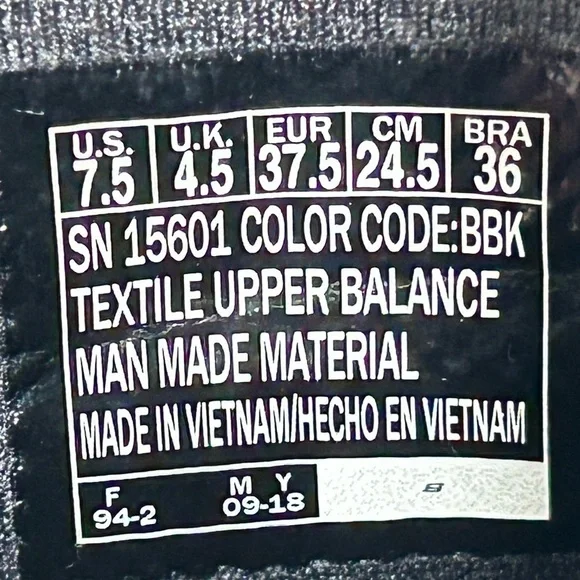 U.S. U.K. EUR CM BRA
7.5 4.5 37.5 24.5 36
SN 15601 COLOR CODE:BBK
TEXTILE UPPER BALANCE
MAN MADE MATERIAL
MADE IN VIETNAM/HECHO EN VIETNAM
F M Y
94-2 09-18